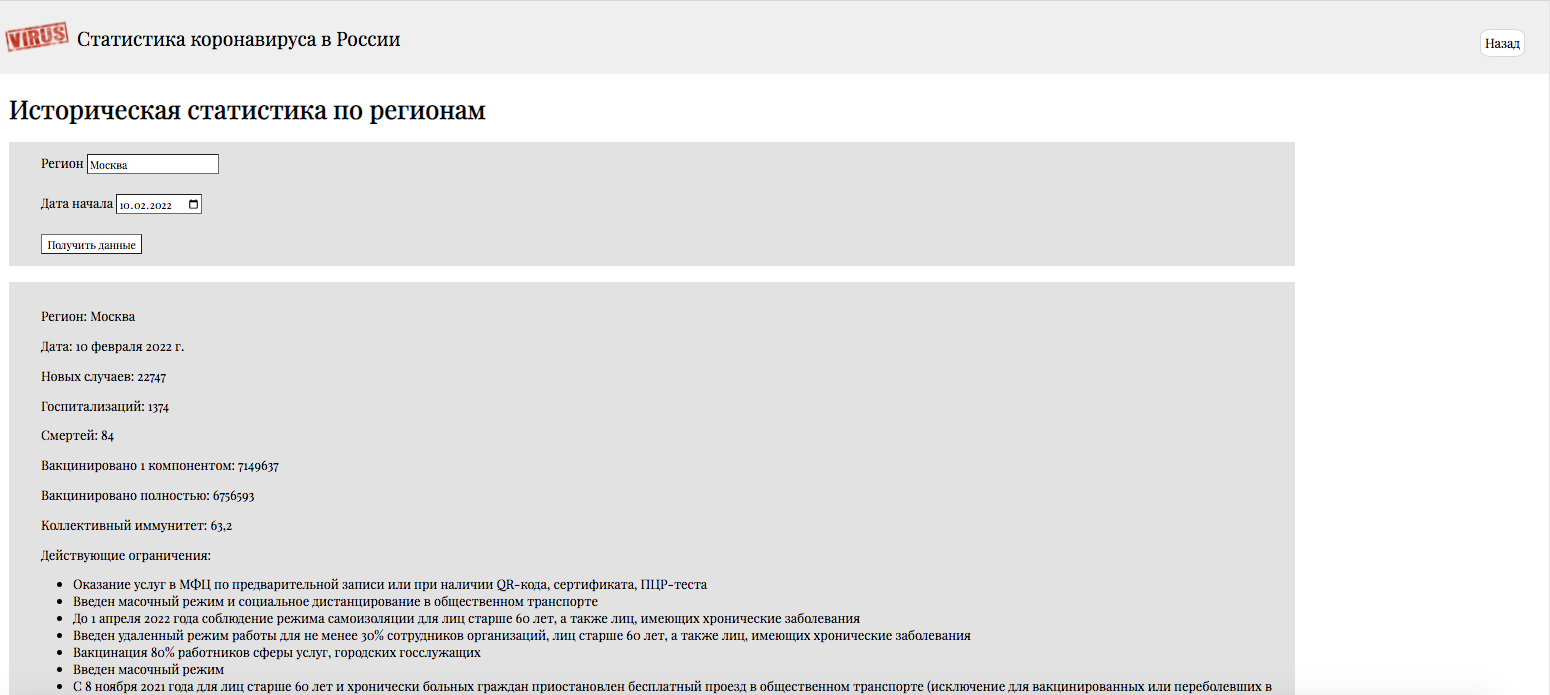 VIRUS
Статистика коронавируса в России
Назад
Историческая статистика по регионам
Регион Москва
Дата начала 10.02.2022
Получить данные
Регион: Москва
Дата: 10 февраля 2022 г.
Новых случаев: 22747
Госпитализаций: 1374
Смертей: 84
Вакцинировано 1 компонентом: 7149637
Вакцинировано полностью: 6756593
Коллективный иммунитет: 63,2
Действующие ограничения:
• Оказание услуг в МФЦ по предварительной записи или при наличии QR-кода, сертификата, ПЦР-теста
• Введен масочный режим и социальное дистанцирование в общественном транспорте
• До 1 апреля 2022 года соблюдение режима самоизоляции для лиц старше 60 лет, а также лиц, имеющих хронические заболевания
• Введен удаленный режим работы для не менее 30% сотрудников организаций, лиц старше 60 лет, а также лиц, имеющих хронические заболевания
• Вакцинация 80% работников сферы услуг, городских госслужащих
• Введен масочный режим
• С 8 ноября 2021 года для лиц старше 60 лет и хронически больных граждан приостановлен бесплатный проезд в общественном транспорте (исключение для вакцинированных или переболевших в